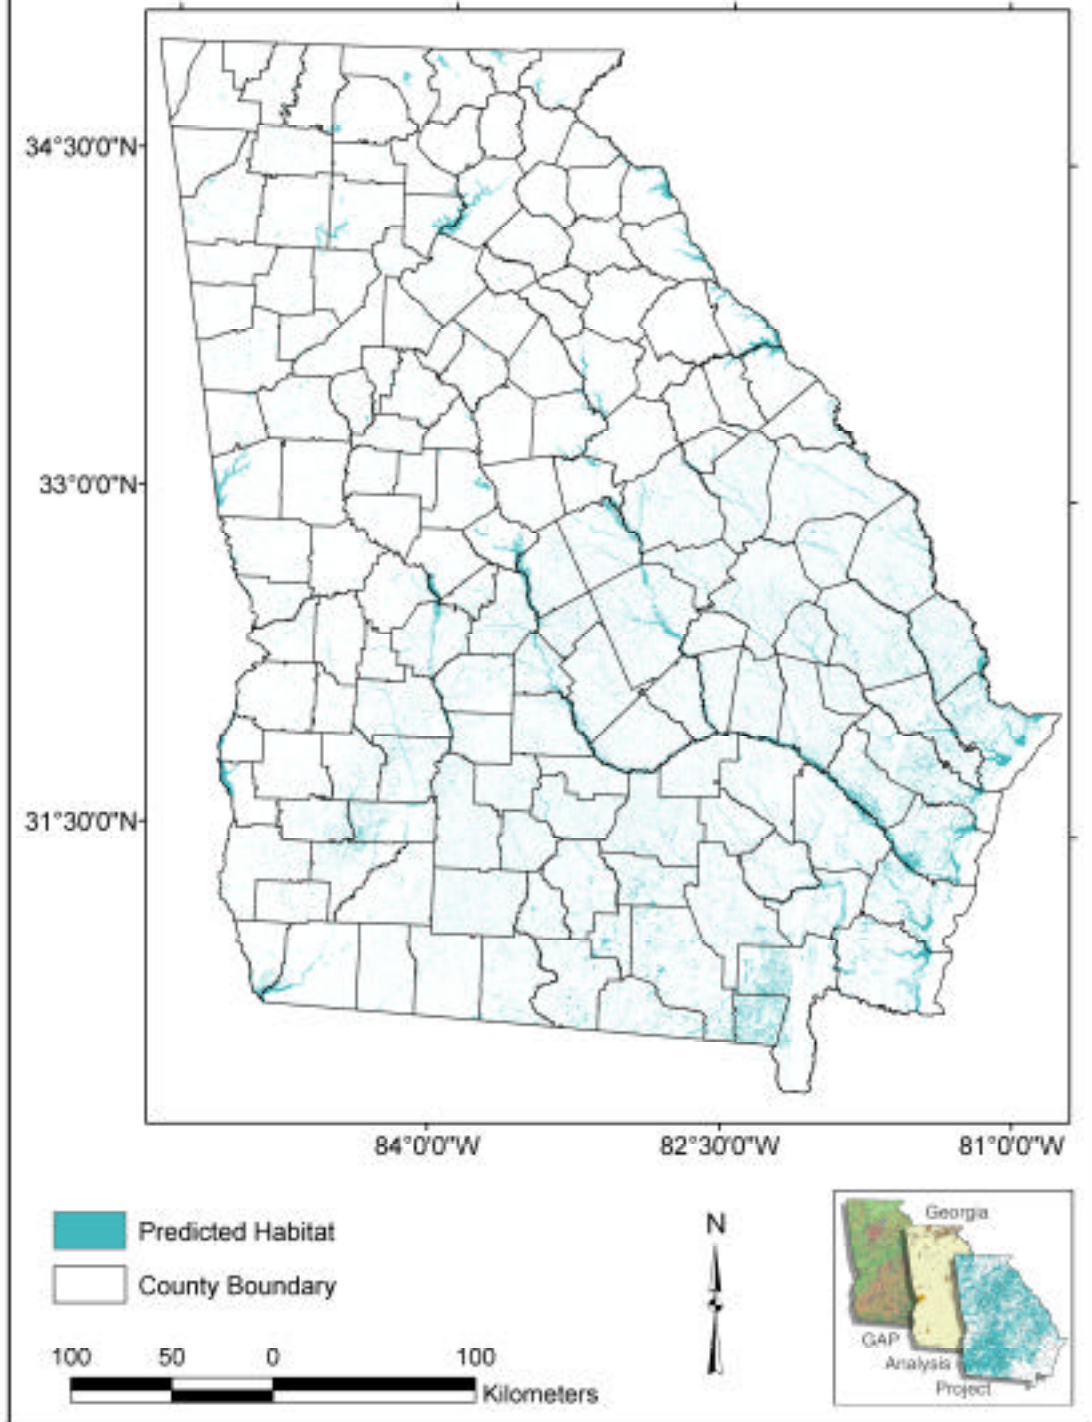 34°30'0"N
33°0'0"N
31°30'0"N
84°0'0"W 82°30'0"W 81°0'0"W
Predicted Habitat
County Boundary
N
100 50 0 100
Kilometers
Georgia
GAP
Analysis
Project